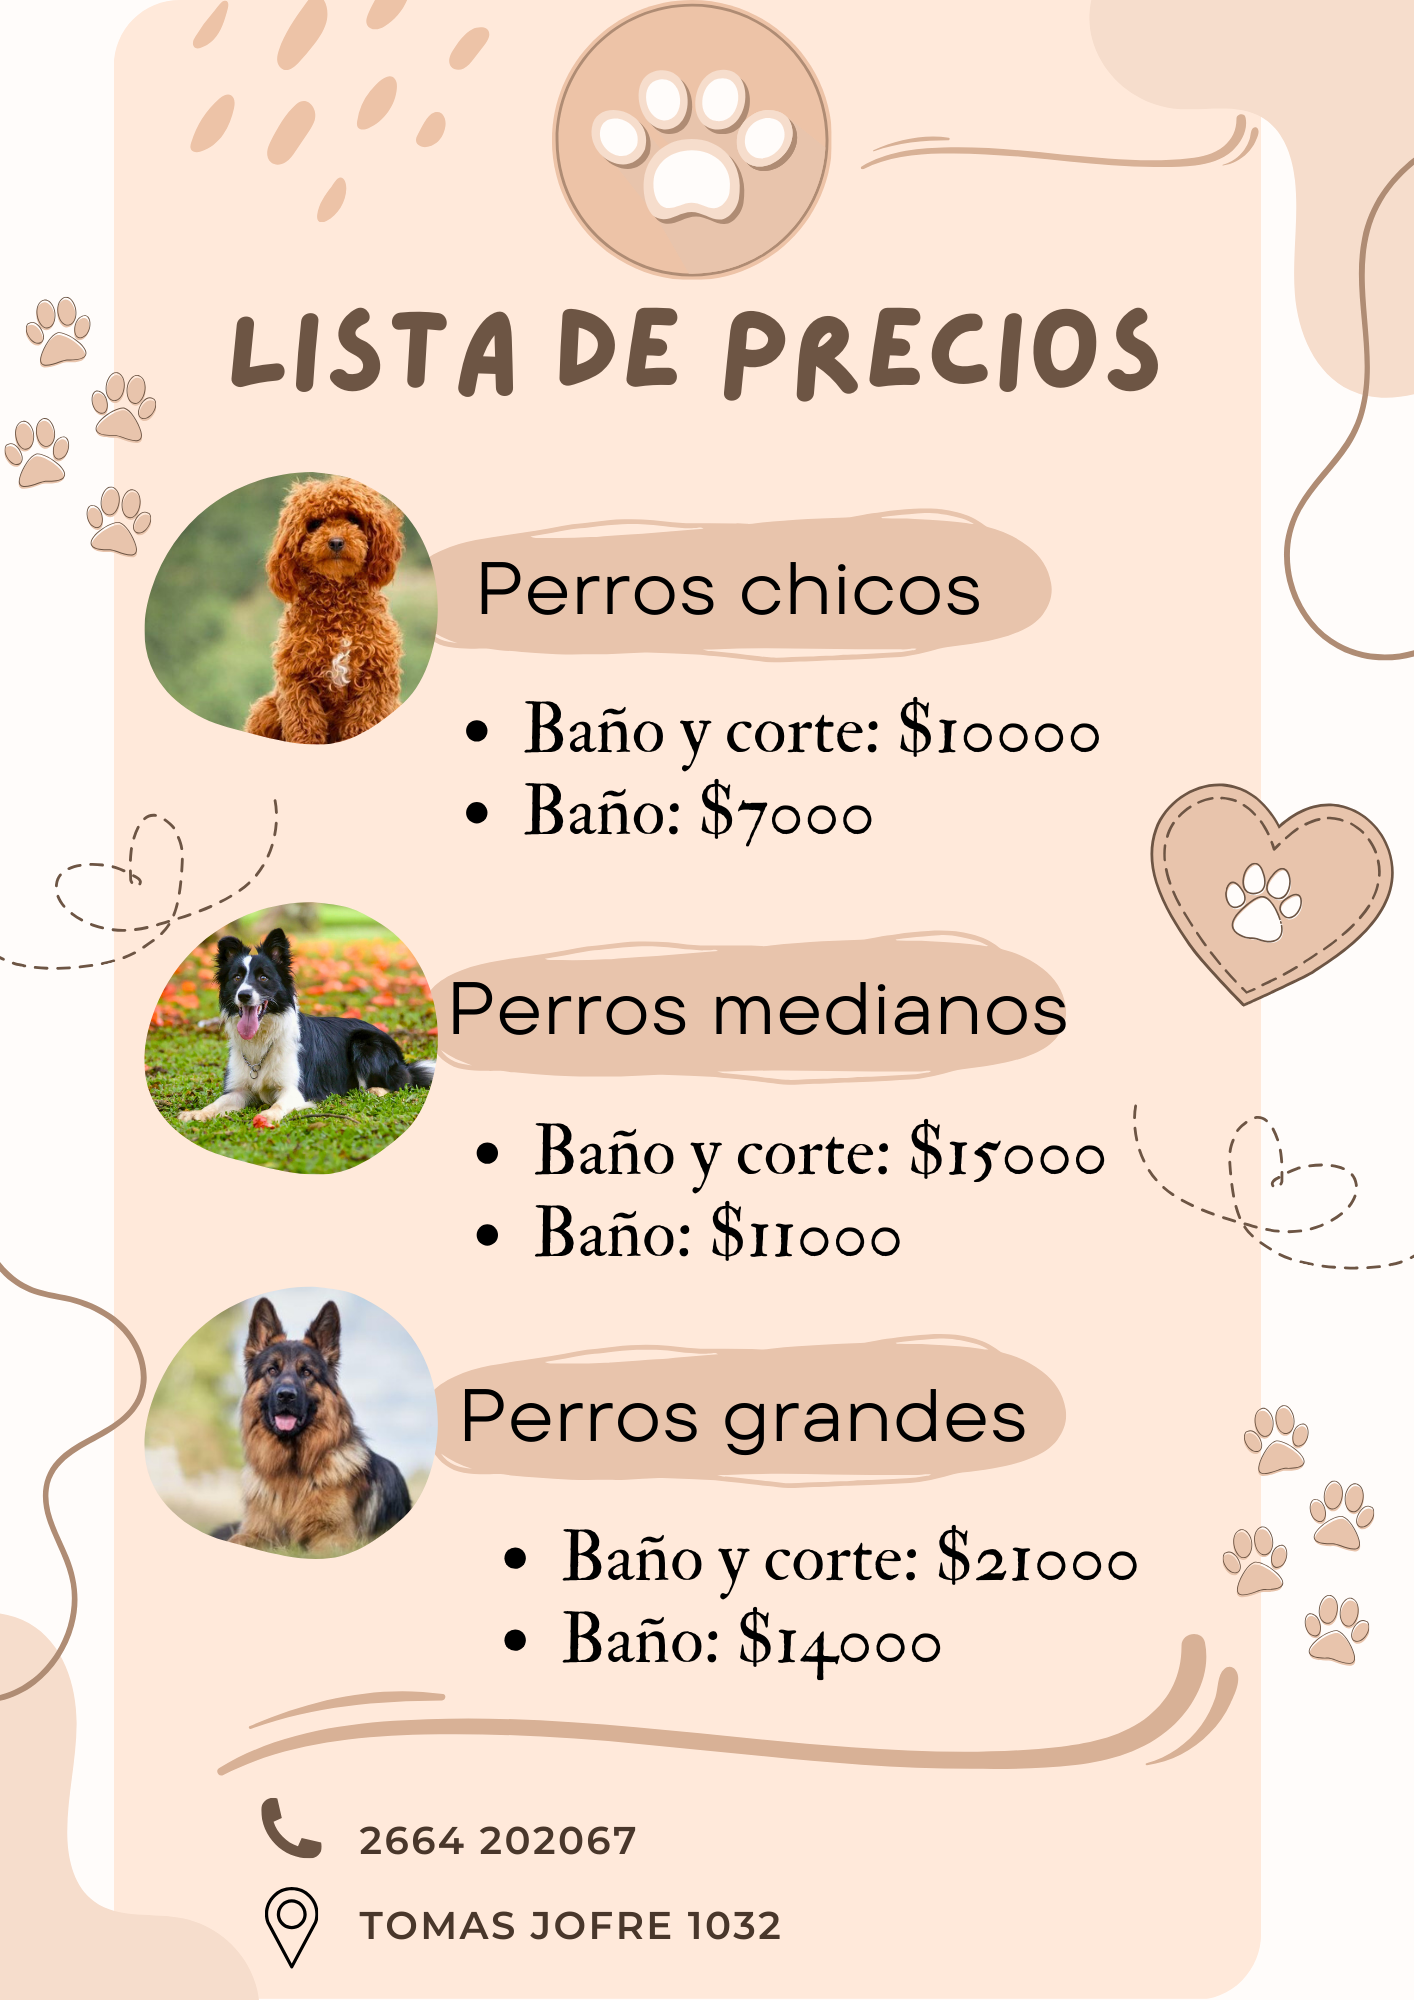 LISTA DE PRECIOS
Perros chicos
• Baño y corte: $10000
• Baño: $7000
Perros medianos
• Baño y corte: $15000
• Baño: $11000
Perros grandes
• Baño y corte: $21000
• Baño: $14000
2664 202067
TOMAS JOFRE 1032